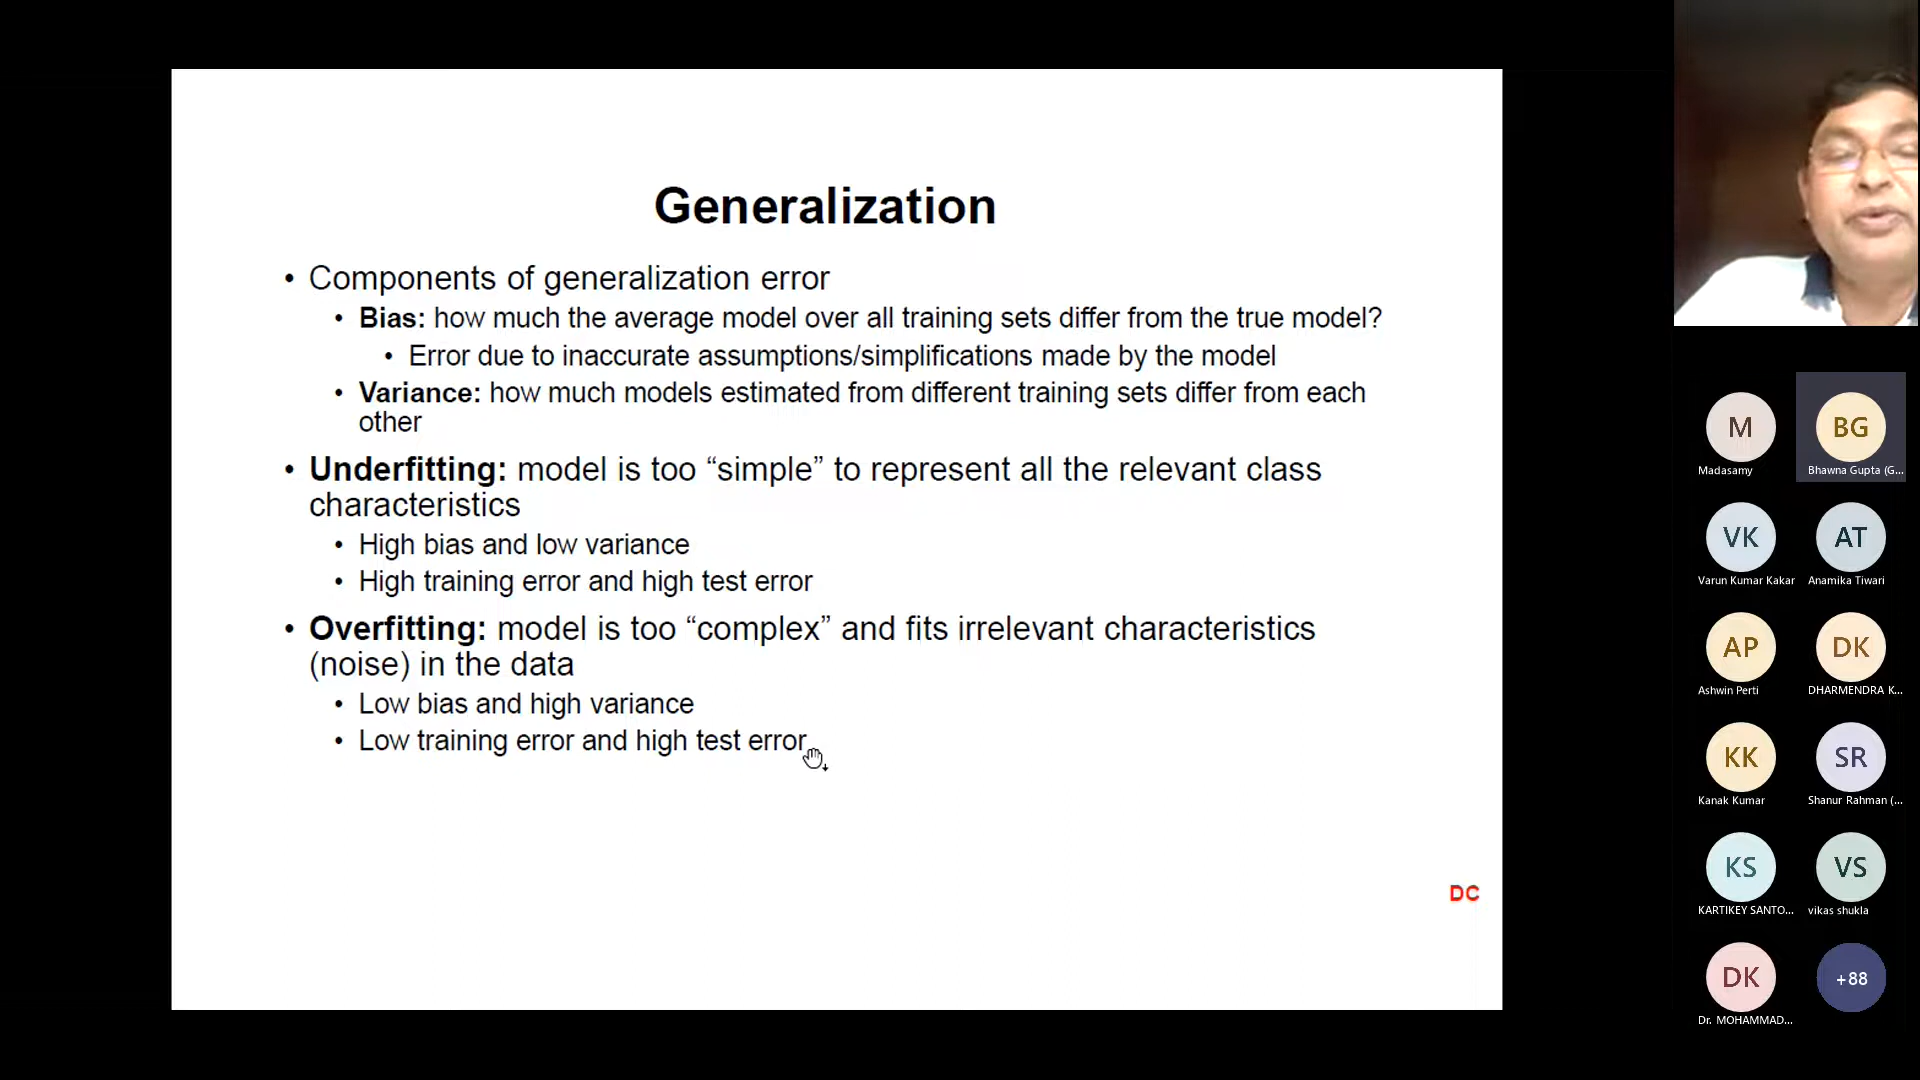 Generalization
• Components of generalization error
• Bias: how much the average model over all training sets differ from the true model?
• Error due to inaccurate assumptions/simplifications made by the model
• Variance: how much models estimated from different training sets differ from each
other
• Underfitting: model is too “simple” to represent all the relevant class
characteristics
• High bias and low variance
• High training error and high test error
• Overfitting: model is too “complex” and fits irrelevant characteristics
(noise) in the data
• Low bias and high variance
• Low training error and high test error
DC
M
Madasamy
BG
Bhawna Gupta (G...
VK
Varun Kumar Kakar
AT
Anamika Tiwari
AP
Ashwin Perti
DK
DHARMENDRA K...
KK
Kanak Kumar
SR
Shanur Rahman (...
KS
KARTIKEY SANTO...
VS
vikas shukla
DK
Dr. MOHAMMAD...
+88